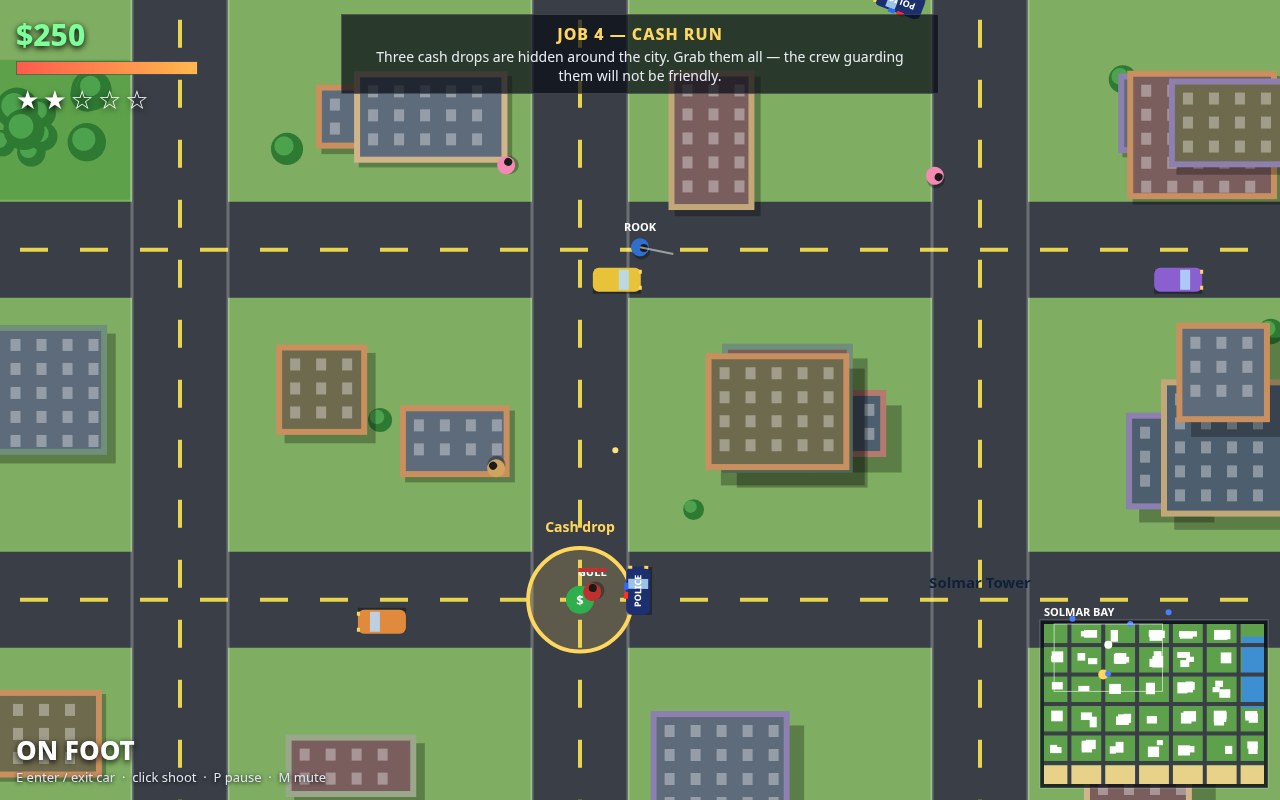 POLICE
$250
JOB 4 — CASH RUN
Three cash drops are hidden around the city. Grab them all — the crew guarding
them will not be friendly.
ROOK
Cash drop
GULL
$
POLICE
Solmar Tower
SOLMAR BAY
ON FOOT
E enter / exit car · click shoot · P pause · M mute